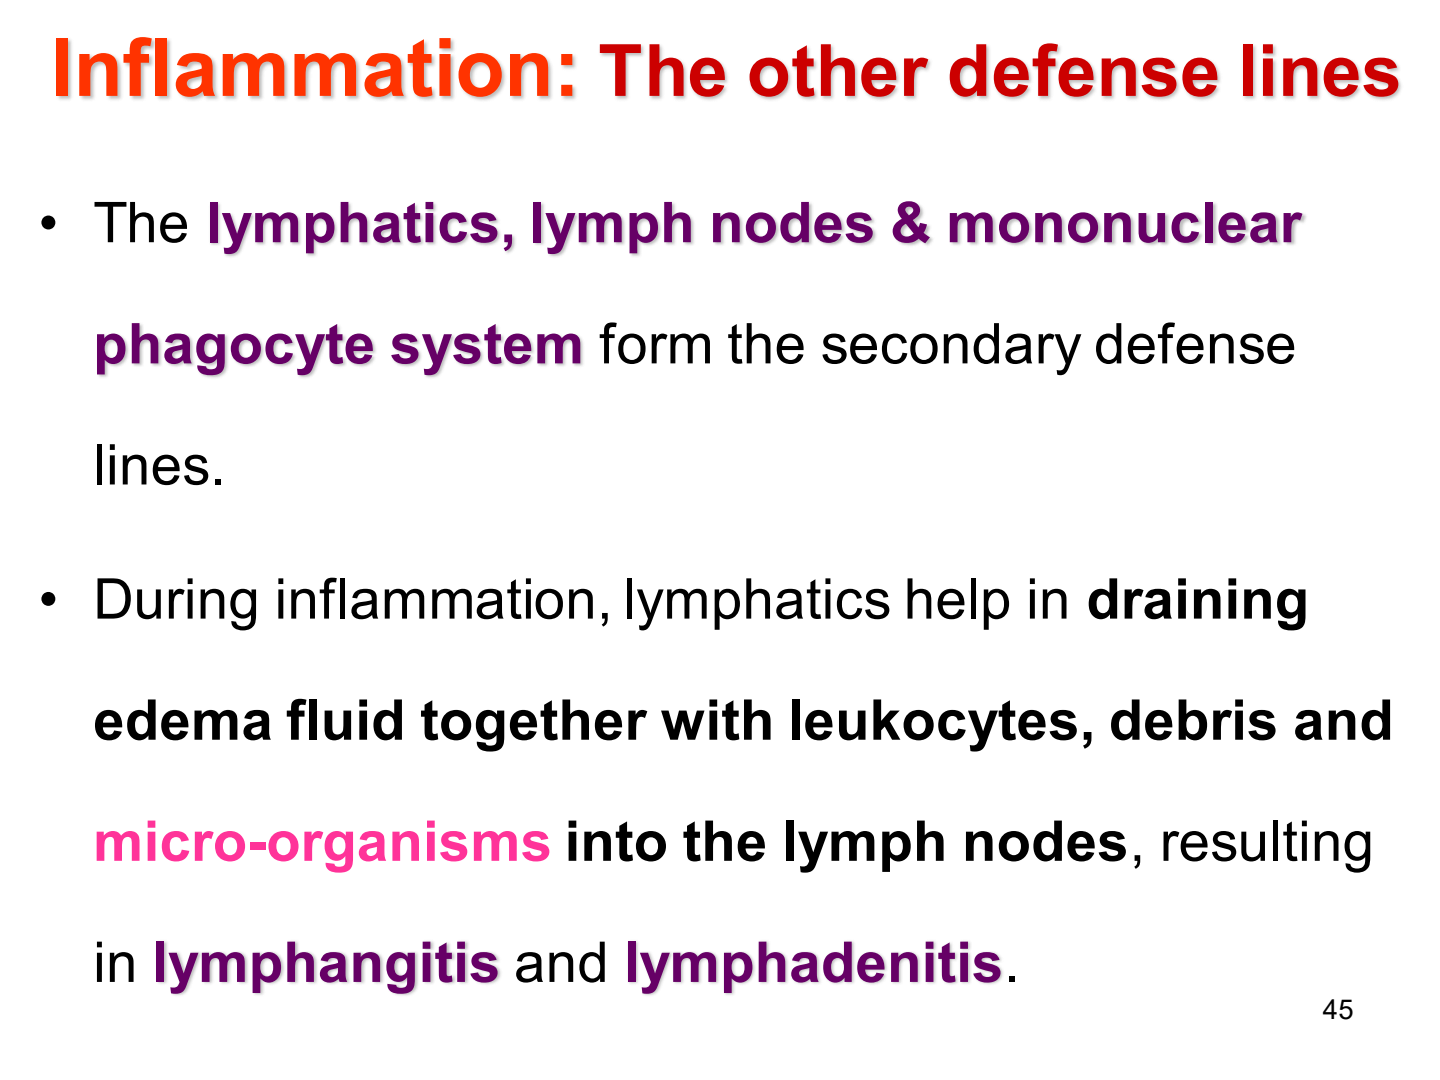 Inflammation: The other defense lines
• The lymphatics, lymph nodes & mononuclear
phagocyte system form the secondary defense
lines.
• During inflammation, lymphatics help in draining
edema fluid together with leukocytes, debris and
micro-organisms into the lymph nodes, resulting
in lymphangitis and lymphadenitis.
45